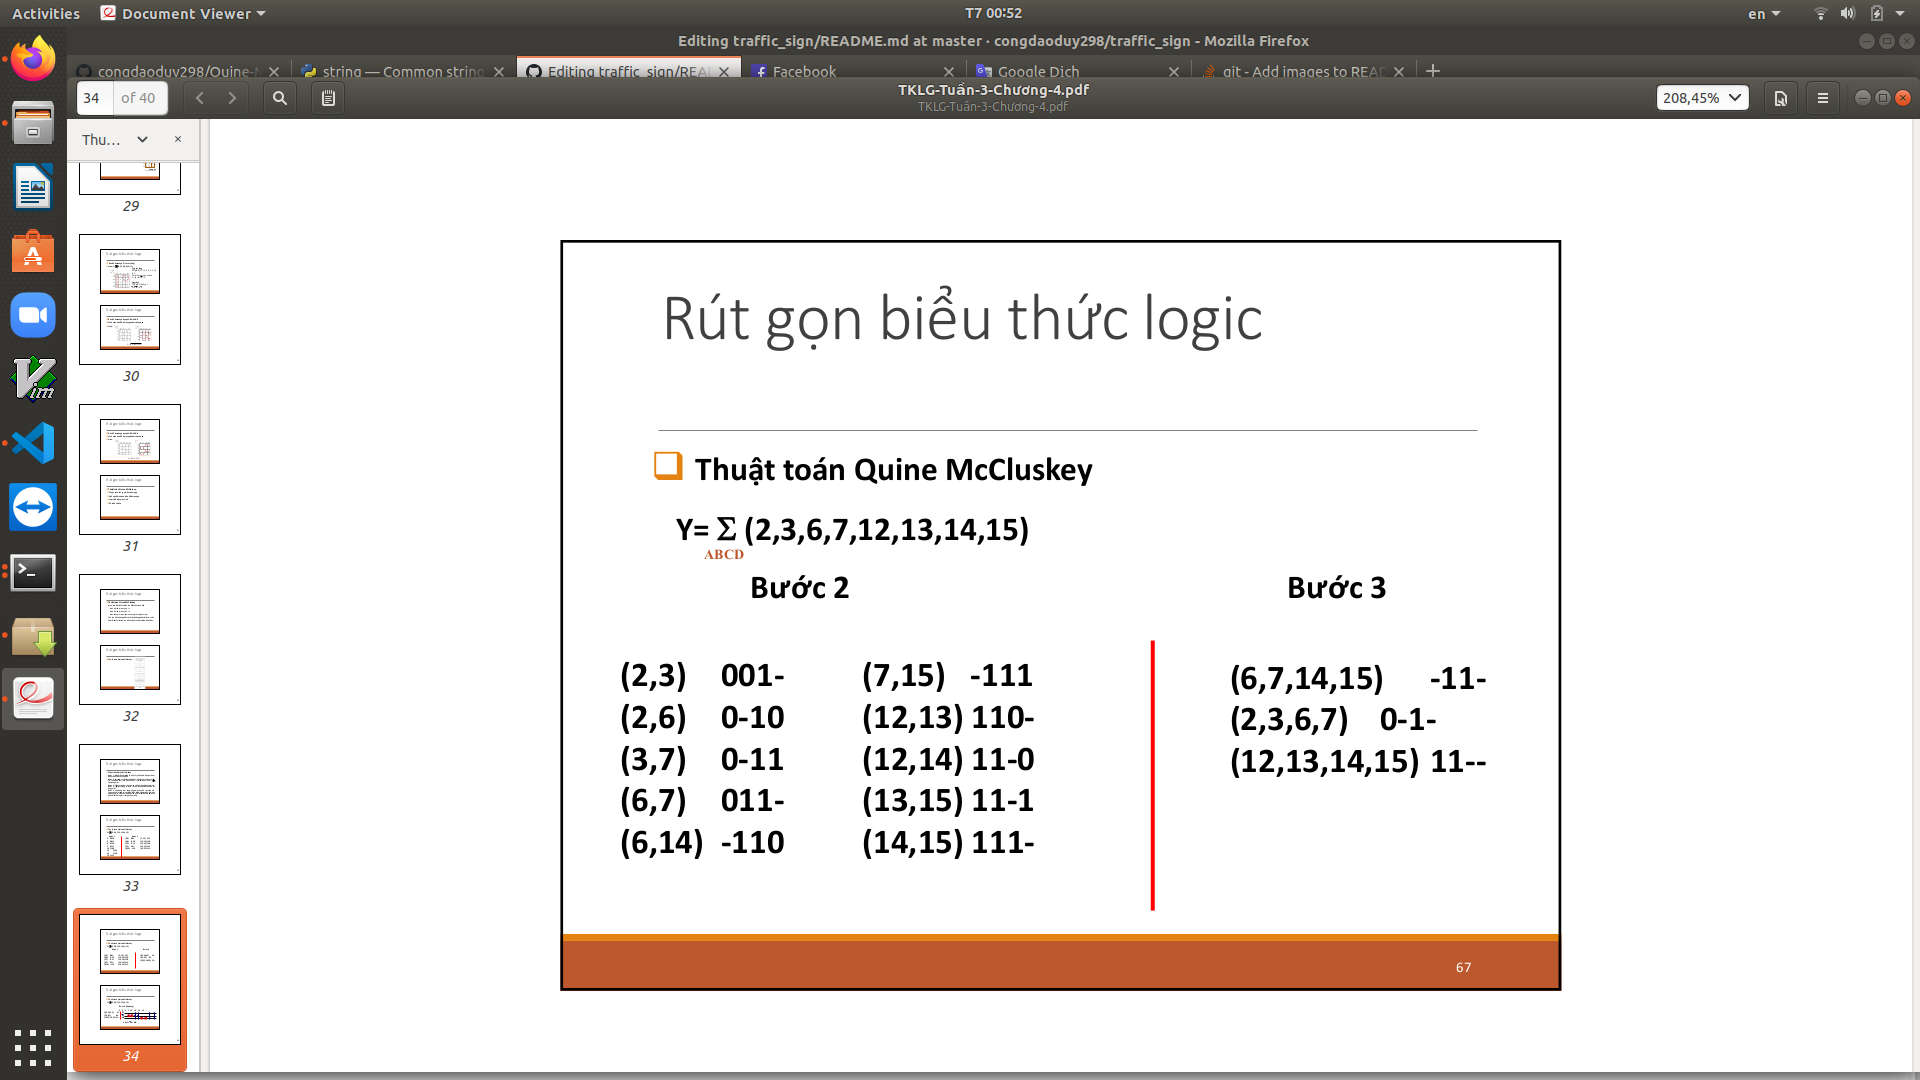 Activities Document Viewer T7 00:52 en
Editing traffic_sign/README.md at master · congdaoduy298/traffic_sign - Mozilla Firefox
congdaoduy298/Quine-M string — Common string Editing traffic_sign/REA Facebook Google Dịch git - Add images to READ
34 of 40 TKLG-Tuần-3-Chương-4.pdf 208,45%
TKLG-Tuần-3-Chương-4.pdf
Thu...
29
30
31
32
33
34
Rút gọn biểu thức logic
Thuật toán Quine McCluskey
Y= Σ (2,3,6,7,12,13,14,15)
ABCD
Bước 2 Bước 3
(2,3) 001- (7,15) -111 (6,7,14,15) -11-
(2,6) 0-10 (12,13) 110- (2,3,6,7) 0-1-
(3,7) 0-11 (12,14) 11-0 (12,13,14,15) 11--
(6,7) 011- (13,15) 11-1
(6,14) -110 (14,15) 111-
67